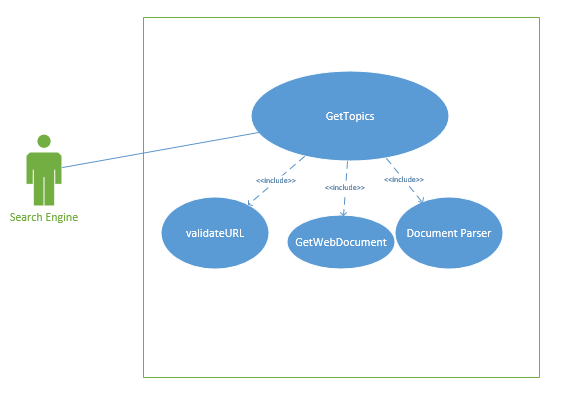 GetTopics
<<include>>
<<include>>
<<include>>
validateURL
GetWebDocument
Document Parser
Search Engine